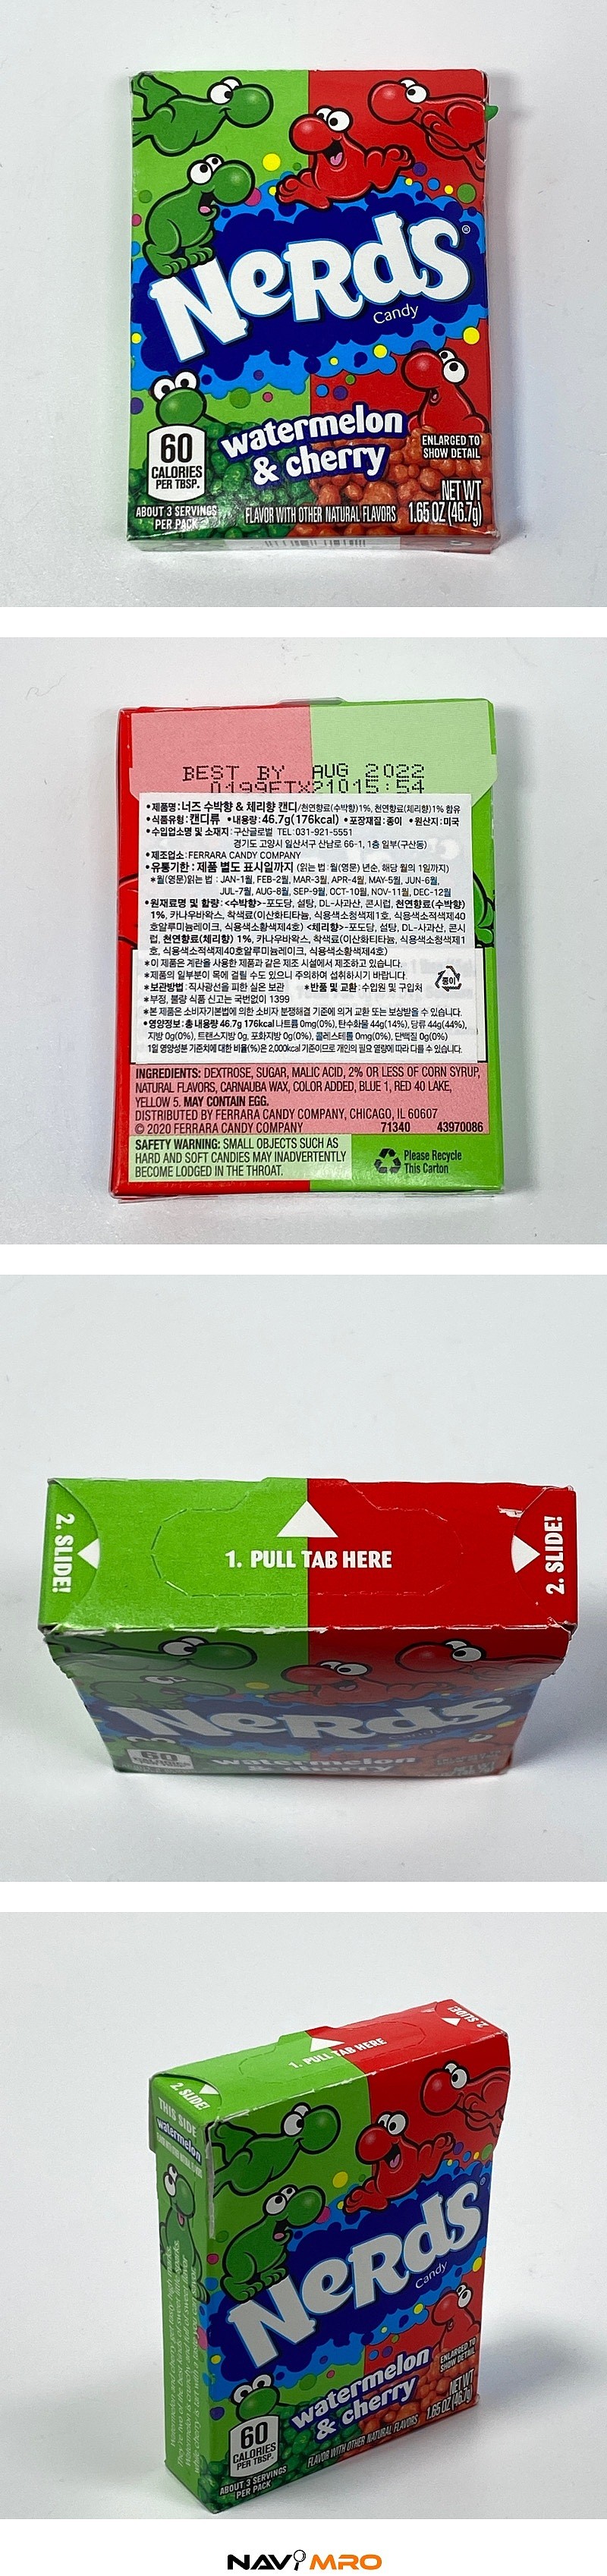 NeRdS®
Candy
watermelon
& cherry
60
CALORIES
PER TBSP.
ABOUT 3 SERVINGS
PER PACK
FLAVOR WITH OTHER NATURAL FLAVORS
ENLARGED TO
SHOW DETAIL
NET WT
1.65 OZ (46.7g)
BEST BY AUG 2022
•제품명:너즈 수박향 & 체리향 캔디/천연향료(수박향)1%, 천연향료(체리향)1% 함유
•식품유형:캔디류 •내용량:46.7g(176kcal) •포장재질:종이 •원산지:미국
•수입업소명 및 소재지: 구산글로벌 TEL:031-921-5551
경기도 고양시 일산서구 산남로 66-1, 1층 일부(구산동)
•제조업소: FERRARA CANDY COMPANY
•유통기한: 제품 별도 표시일까지 (읽는 법: 월(영문) 년순, 해당 월의 1일까지)
※월(영문)읽는 법: JAN-1월, FEB-2월, MAR-3월, APR-4월, MAY-5월, JUN-6월,
JUL-7월, AUG-8월, SEP-9월, OCT-10월, NOV-11월, DEC-12월
•원재료명 및 함량: <수박향>-포도당, 설탕, DL-사과산, 콘시럽, 천연향료(수박향)
1%, 카나우바왁스, 착색료(이산화티타늄, 식용색소청색제1호, 식용색소적색제40
호알루미늄레이크, 식용색소황색제4호) <체리향>-포도당, 설탕, DL-사과산, 콘시
럽, 천연향료(체리향) 1%, 카나우바왁스, 착색료(이산화티타늄, 식용색소청색제1
호, 식용색소적색제40호알루미늄레이크, 식용색소황색제4호)
※이 제품은 계란을 사용한 제품과 같은 제조 시설에서 제조하고 있습니다.
※제품의 일부분이 목에 걸릴 수도 있으니 주의하여 섭취하시기 바랍니다.
※보관방법: 직사광선을 피한 실온 보관 ※반품 및 교환: 수입원 및 구입처
종이
※부정, 불량 식품 신고는 국번없이 1399
※본 제품은 소비자기본법에 의한 소비자 분쟁해결 기준에 의거 교환 또는 보상받을 수 있습니다.
•영양정보: 총 내용량 46.7g 176kcal 나트륨 0mg(0%), 탄수화물 44g(14%), 당류 44g(44%),
지방 0g(0%), 트랜스지방 0g, 포화지방 0g(0%), 콜레스테롤 0mg(0%), 단백질 0g(0%)
1일 영양성분 기준치에 대한 비율(%)은 2,000kcal 기준이므로 개인의 필요 열량에 따라 다를 수 있습니다.
INGREDIENTS: DEXTROSE, SUGAR, MALIC ACID, 2% OR LESS OF CORN SYRUP,
NATURAL FLAVORS, CARNAUBA WAX, COLOR ADDED, BLUE 1, RED 40 LAKE,
YELLOW 5. MAY CONTAIN EGG.
DISTRIBUTED BY FERRARA CANDY COMPANY, CHICAGO, IL 60607
© 2020 FERRARA CANDY COMPANY 71340 43970086
SAFETY WARNING: SMALL OBJECTS SUCH AS
HARD AND SOFT CANDIES MAY INADVERTENTLY
BECOME LODGED IN THE THROAT.
Please Recycle
This Carton
2. SLIDE!
1. PULL TAB HERE
2. SLIDE!
NeRdS
Candy
60
watermelon
& cherry
1. PULL TAB HERE
2. SLIDE!
2. SLIDE!
THIS SIDE
watermelon
NeRdS®
Candy
watermelon
& cherry
60
CALORIES
PER TBSP.
ABOUT 3 SERVINGS
PER PACK
FLAVOR WITH OTHER NATURAL FLAVORS
ENLARGED TO
SHOW DETAIL
NET WT
1.65 OZ (46.7g)
NAVIMRO